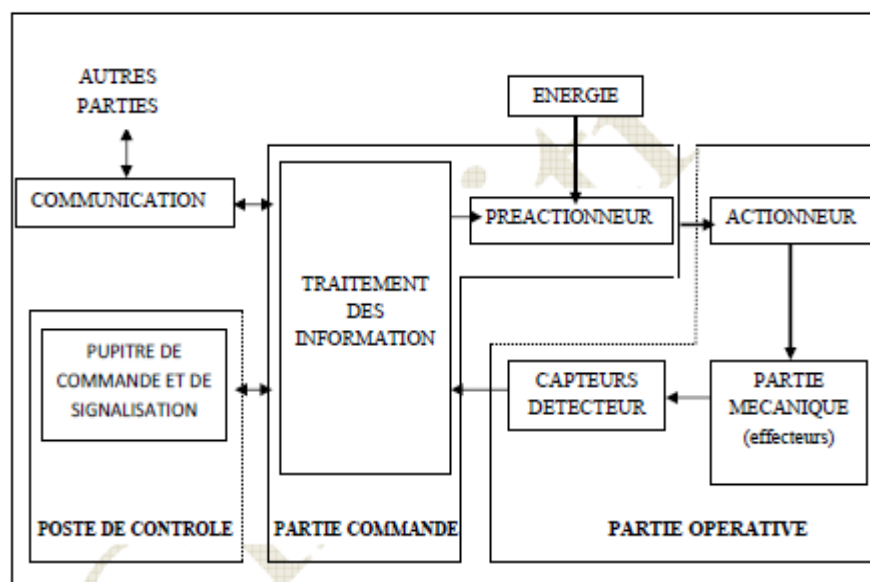 AUTRES
PARTIES
ENERGIE
COMMUNICATION
PREACTIONNEUR
ACTIONNEUR
TRAITEMENT
DES
INFORMATION
PUPITRE DE
COMMANDE ET DE
SIGNALISATION
CAPTEURS
DETECTEUR
PARTIE
MECANIQUE
(effecteurs)
POSTE DE CONTROLE
PARTIE COMMANDE
PARTIE OPERATIVE